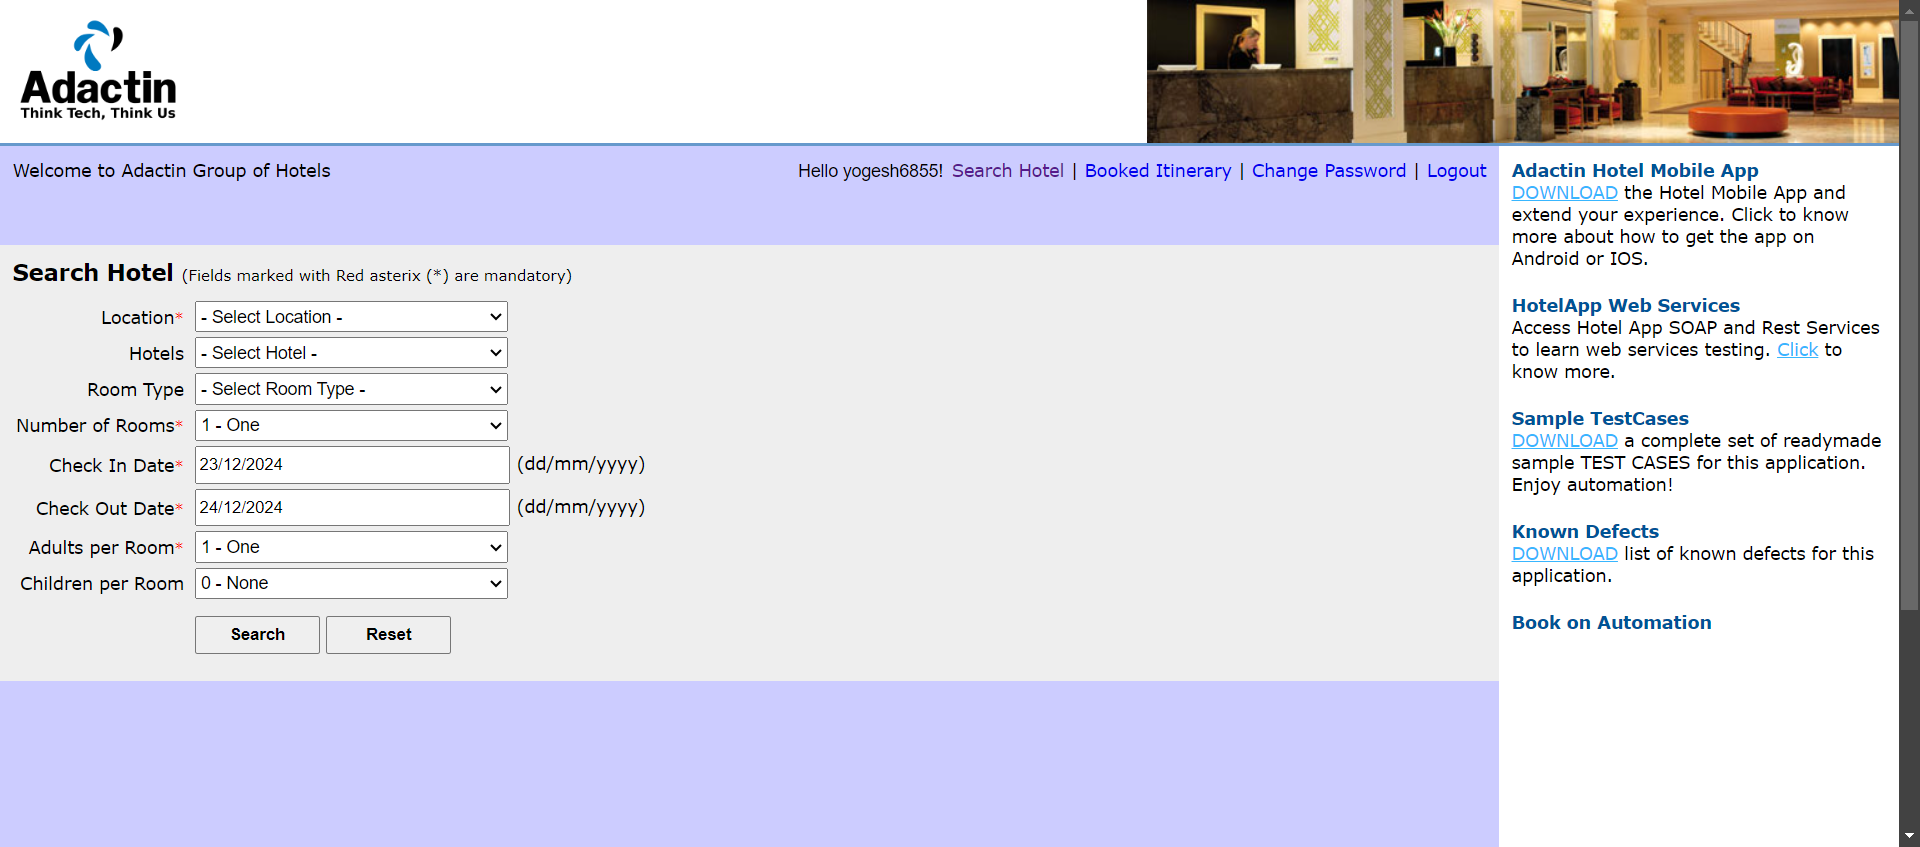 Adactin
Think Tech, Think Us
Welcome to Adactin Group of Hotels
Hello yogesh6855! Search Hotel | Booked Itinerary | Change Password | Logout
Search Hotel (Fields marked with Red asterix (*) are mandatory)
Location* - Select Location -
Hotels - Select Hotel -
Room Type - Select Room Type -
Number of Rooms* 1 - One
Check In Date* 23/12/2024 (dd/mm/yyyy)
Check Out Date* 24/12/2024 (dd/mm/yyyy)
Adults per Room* 1 - One
Children per Room 0 - None
Search Reset
Adactin Hotel Mobile App
DOWNLOAD the Hotel Mobile App and
extend your experience. Click to know
more about how to get the app on
Android or IOS.
HotelApp Web Services
Access Hotel App SOAP and Rest Services
to learn web services testing. Click to
know more.
Sample TestCases
DOWNLOAD a complete set of readymade
sample TEST CASES for this application.
Enjoy automation!
Known Defects
DOWNLOAD list of known defects for this
application.
Book on Automation